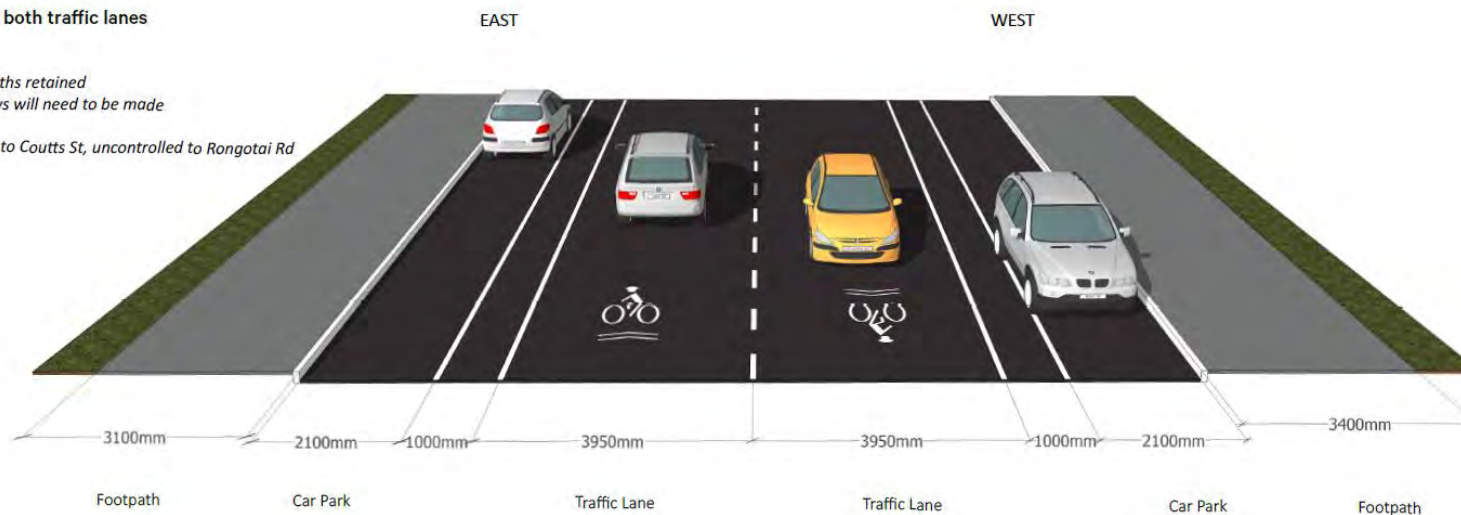 both traffic lanes
EAST
WEST
ths retained
s will need to be made
to Coutts St, uncontrolled to Rongotai Rd
3100mm
2100mm
1000mm
3950mm
3950mm
1000mm
2100mm
3400mm
Footpath
Car Park
Traffic Lane
Traffic Lane
Car Park
Footpath